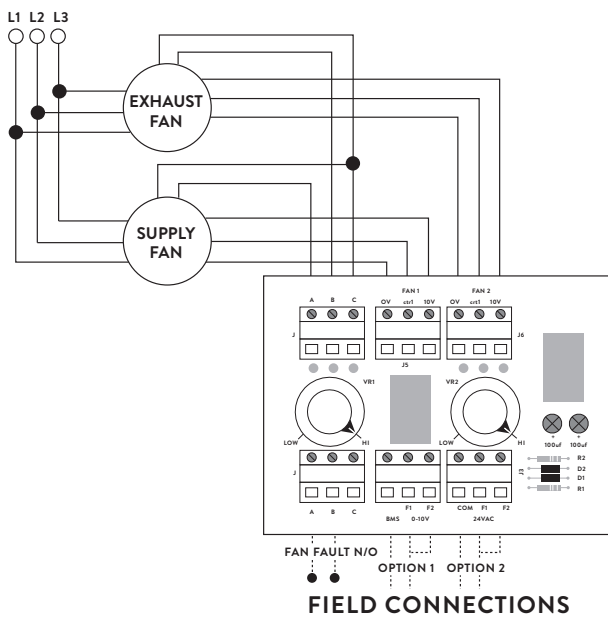 L1 L2 L3
EXHAUST
FAN
SUPPLY
FAN
FAN 1 FAN 2
A B C 0V ctr1 10V 0V crt1 10V
J J6
J5
VR1 VR2
LOW HI LOW HI
+ +
100uf 100uf
R2
D2
D1
R1
J J3
F1 F2 COM F1 F2
A B C BMS 0-10V 24VAC
FAN FAULT N/O
OPTION 1 OPTION 2
FIELD CONNECTIONS